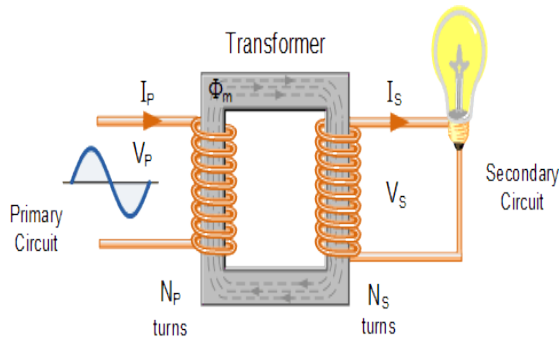 Transformer
Iₚ
Φₘ
Iₛ
Vₚ
Vₛ
Primary
Circuit
Secondary
Circuit
Nₚ
turns
Nₛ
turns